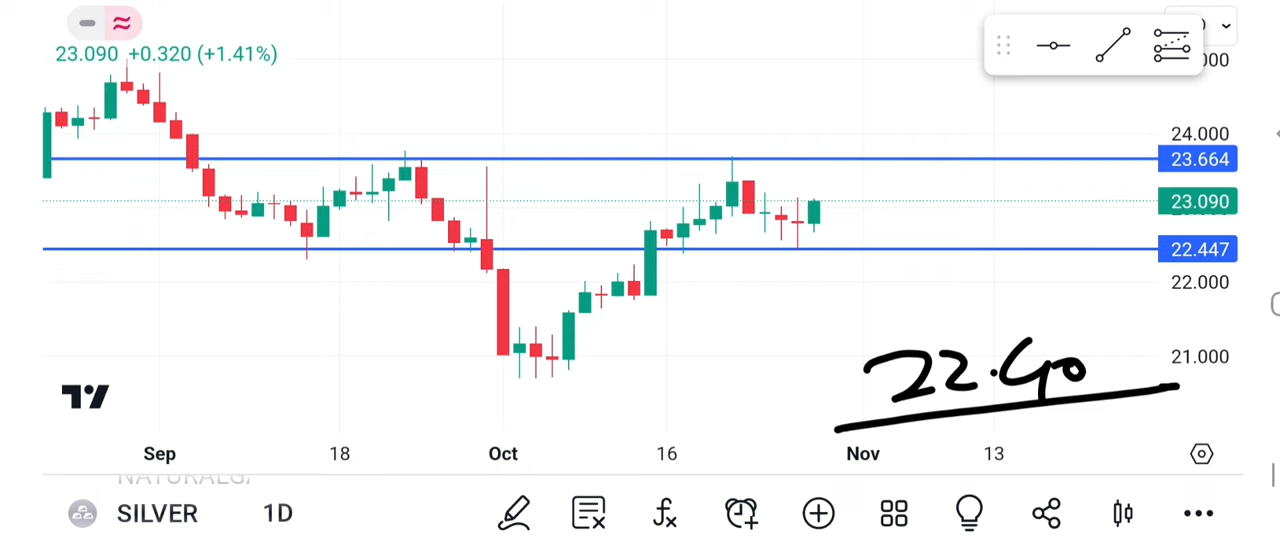 23.090 +0.320 (+1.41%)
24.000
23.664
23.090
22.447
22.000
21.000
22.40
Sep 18 Oct 16 Nov 13
SILVER 1D